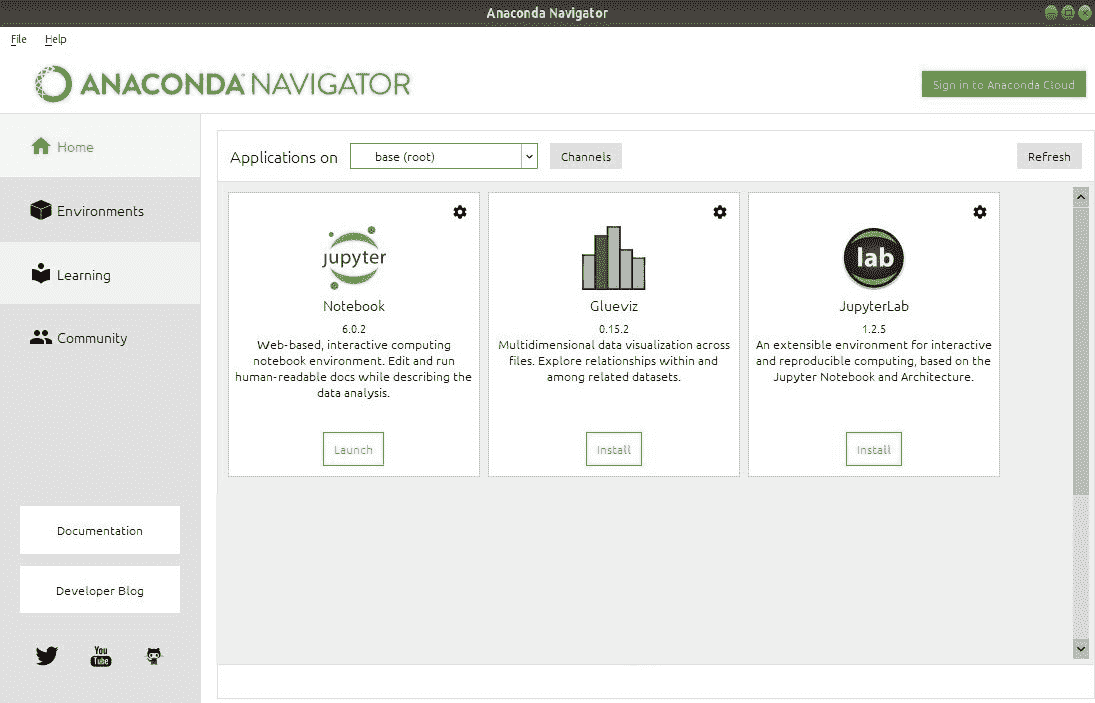 Anaconda Navigator
File Help
ANACONDA NAVIGATOR
Sign in to Anaconda Cloud
Home
Environments
Learning
Community
Documentation
Developer Blog
You
Tube
Applications on base (root) Channels Refresh
jupyter
Notebook
6.0.2
Web-based, interactive computing
notebook environment. Edit and run
human-readable docs while describing the
data analysis.
Launch
Glueviz
0.15.2
Multidimensional data visualization across
files. Explore relationships within and
among related datasets.
Install
lab
JupyterLab
1.2.5
An extensible environment for interactive
and reproducible computing, based on the
Jupyter Notebook and Architecture.
Install